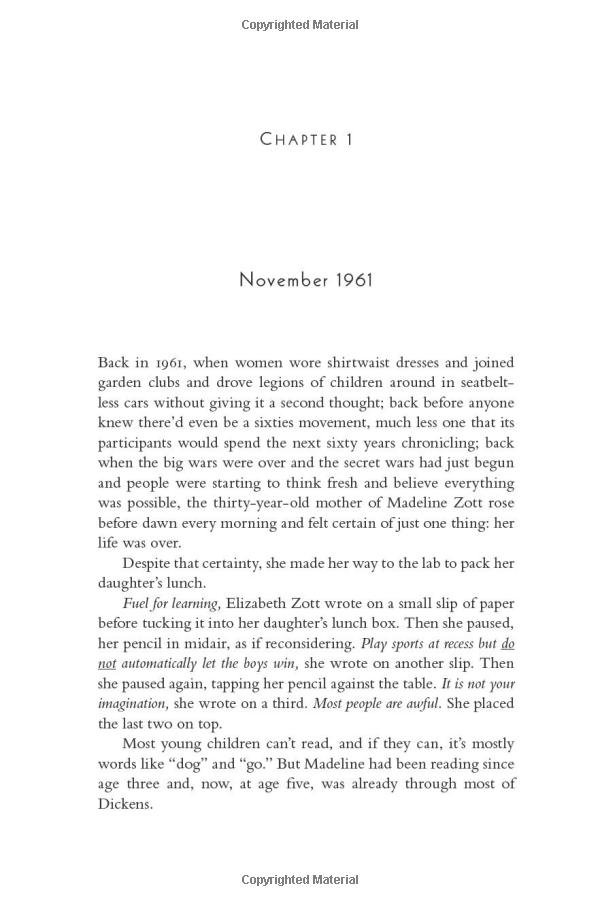 Copyrighted Material
CHAPTER 1
November 1961
Back in 1961, when women wore shirtwaist dresses and joined
garden clubs and drove legions of children around in seatbelt-
less cars without giving it a second thought; back before anyone
knew there’d even be a sixties movement, much less one that its
participants would spend the next sixty years chronicling; back
when the big wars were over and the secret wars had just begun
and people were starting to think fresh and believe everything
was possible, the thirty-year-old mother of Madeline Zott rose
before dawn every morning and felt certain of just one thing: her
life was over.
Despite that certainty, she made her way to the lab to pack her
daughter’s lunch.
Fuel for learning, Elizabeth Zott wrote on a small slip of paper
before tucking it into her daughter’s lunch box. Then she paused,
her pencil in midair, as if reconsidering. Play sports at recess but do
not automatically let the boys win, she wrote on another slip. Then
she paused again, tapping her pencil against the table. It is not your
imagination, she wrote on a third. Most people are awful. She placed
the last two on top.
Most young children can’t read, and if they can, it’s mostly
words like “dog” and “go.” But Madeline had been reading since
age three and, now, at age five, was already through most of
Dickens.
Copyrighted Material